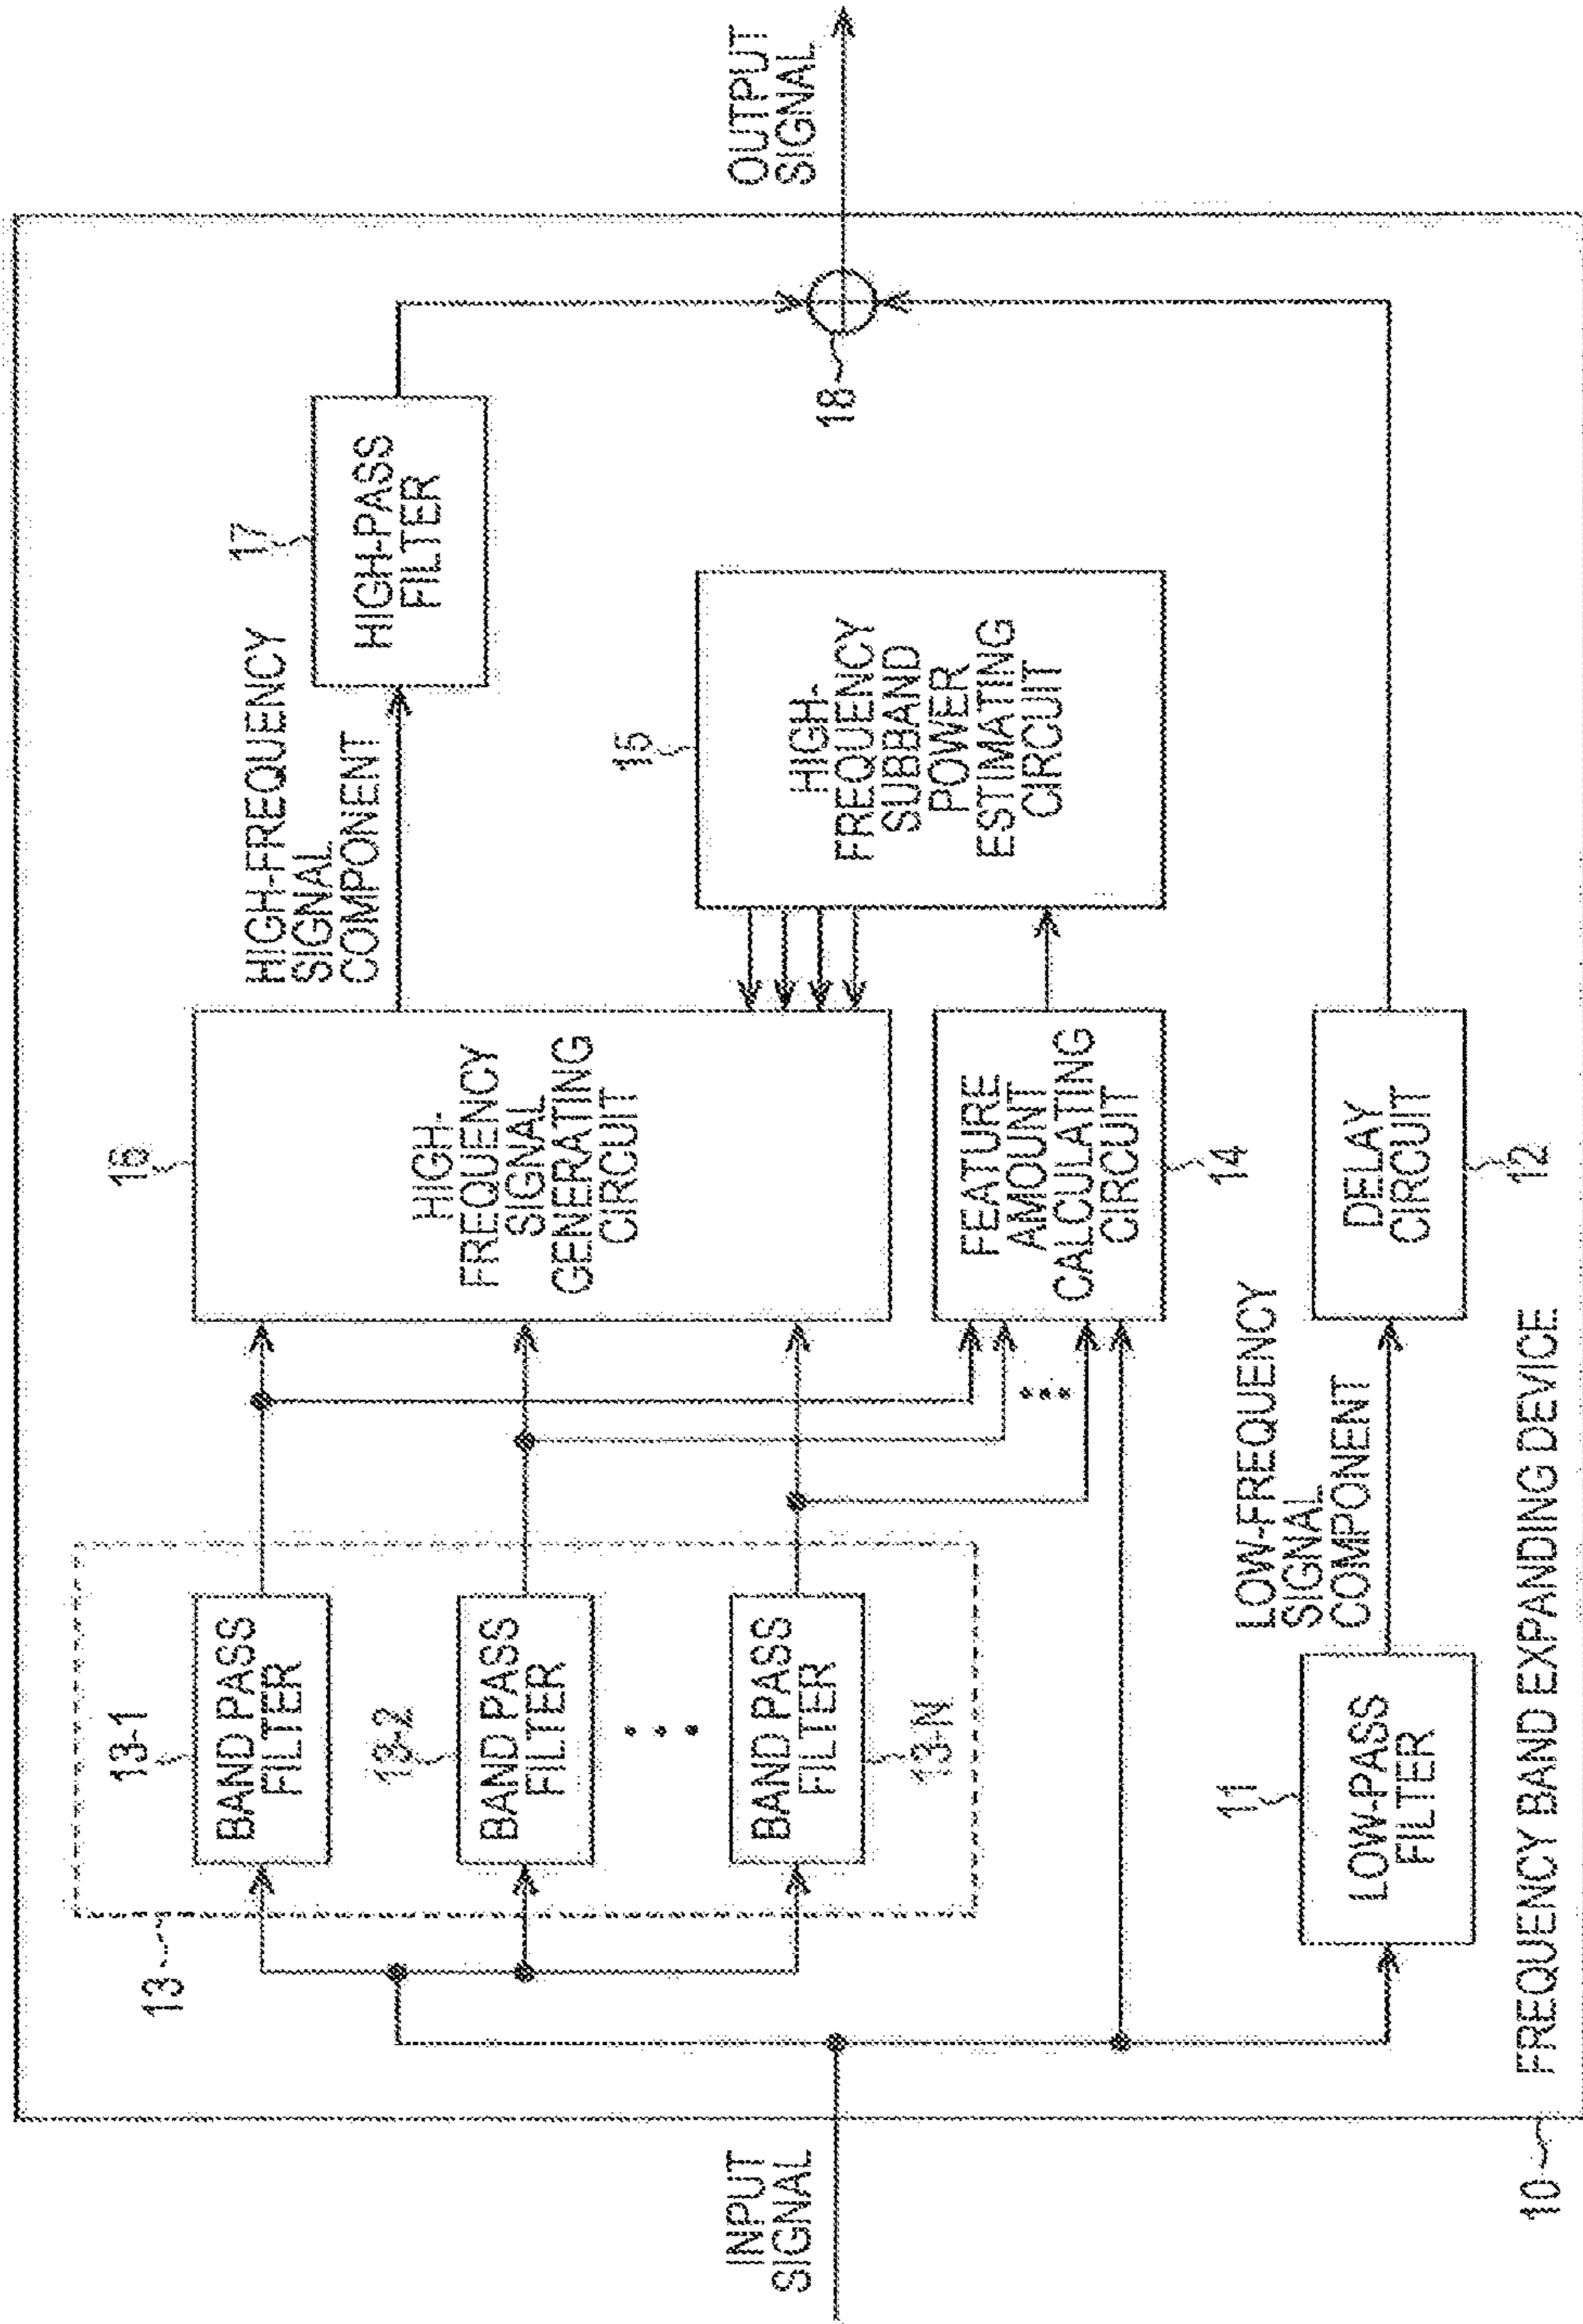 INPUT
SIGNAL
13
13-1
BAND PASS
FILTER
13-2
BAND PASS
FILTER
...
BAND PASS
FILTER
13-N
16
HIGH-
FREQUENCY
SIGNAL
GENERATING
CIRCUIT
HIGH-FREQUENCY
SIGNAL
COMPONENT
17
HIGH-PASS
FILTER
15
HIGH-
FREQUENCY
SUBBAND
POWER
ESTIMATING
CIRCUIT
...
FEATURE
AMOUNT
CALCULATING
CIRCUIT
14
11
LOW-PASS
FILTER
LOW-FREQUENCY
SIGNAL
COMPONENT
DELAY
CIRCUIT
12
18
OUTPUT
SIGNAL
10
FREQUENCY BAND EXPANDING DEVICE